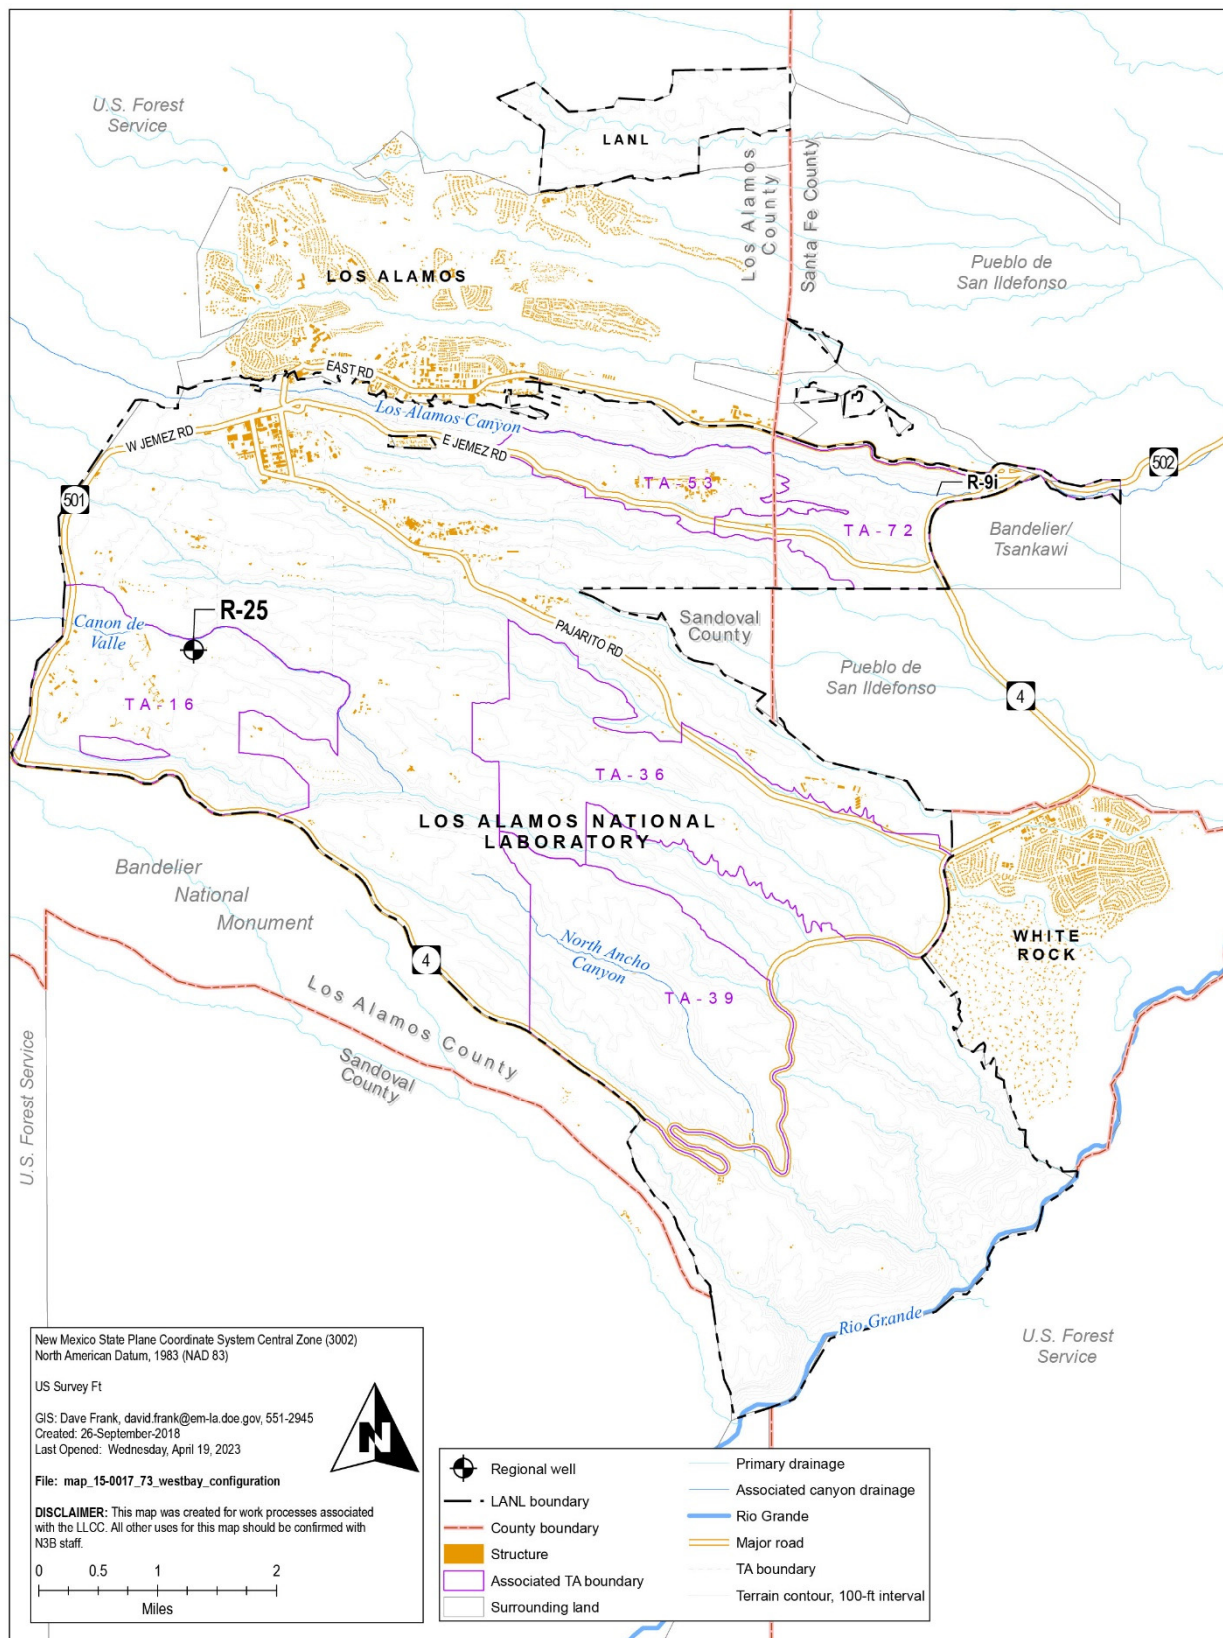 U.S. Forest
Service
LANL
Los Alamos
County
Santa Fe County
LOS ALAMOS
Pueblo de
San Ildefonso
EAST RD
Los Alamos Canyon
W JEMEZ RD
E JEMEZ RD
501
502
TA-53
R-9i
TA-72
Bandelier/
Tsankawi
R-25
Canon de
Valle
PAJARITO RD
Sandoval
County
Pueblo de
San Ildefonso
4
TA-16
TA-36
LOS ALAMOS NATIONAL
LABORATORY
Bandelier
National
Monument
WHITE
ROCK
North Ancho
Canyon
4
TA-39
Los Alamos County
Sandoval
County
U.S. Forest Service
Rio Grande
U.S. Forest
Service
New Mexico State Plane Coordinate System Central Zone (3002)
North American Datum, 1983 (NAD 83)
US Survey Ft
GIS: Dave Frank, david.frank@em-la.doe.gov, 551-2945
Created: 26-September-2018
Last Opened: Wednesday, April 19, 2023
File: map_15-0017_73_westbay_configuration
DISCLAIMER: This map was created for work processes associated
with the LLCC. All other uses for this map should be confirmed with
N3B staff.
N
0 0.5 1 2
Miles
Regional well
LANL boundary
County boundary
Structure
Associated TA boundary
Surrounding land
Primary drainage
Associated canyon drainage
Rio Grande
Major road
TA boundary
Terrain contour, 100-ft interval